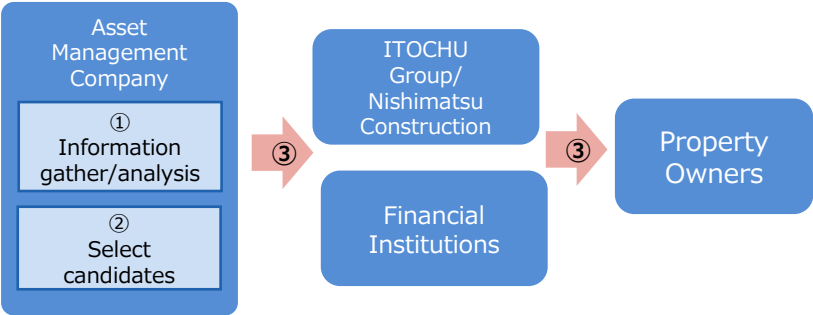 Asset
Management
Company
①
Information
gather/analysis
②
Select
candidates
③
ITOCHU
Group/
Nishimatsu
Construction
Financial
Institutions
③
Property
Owners